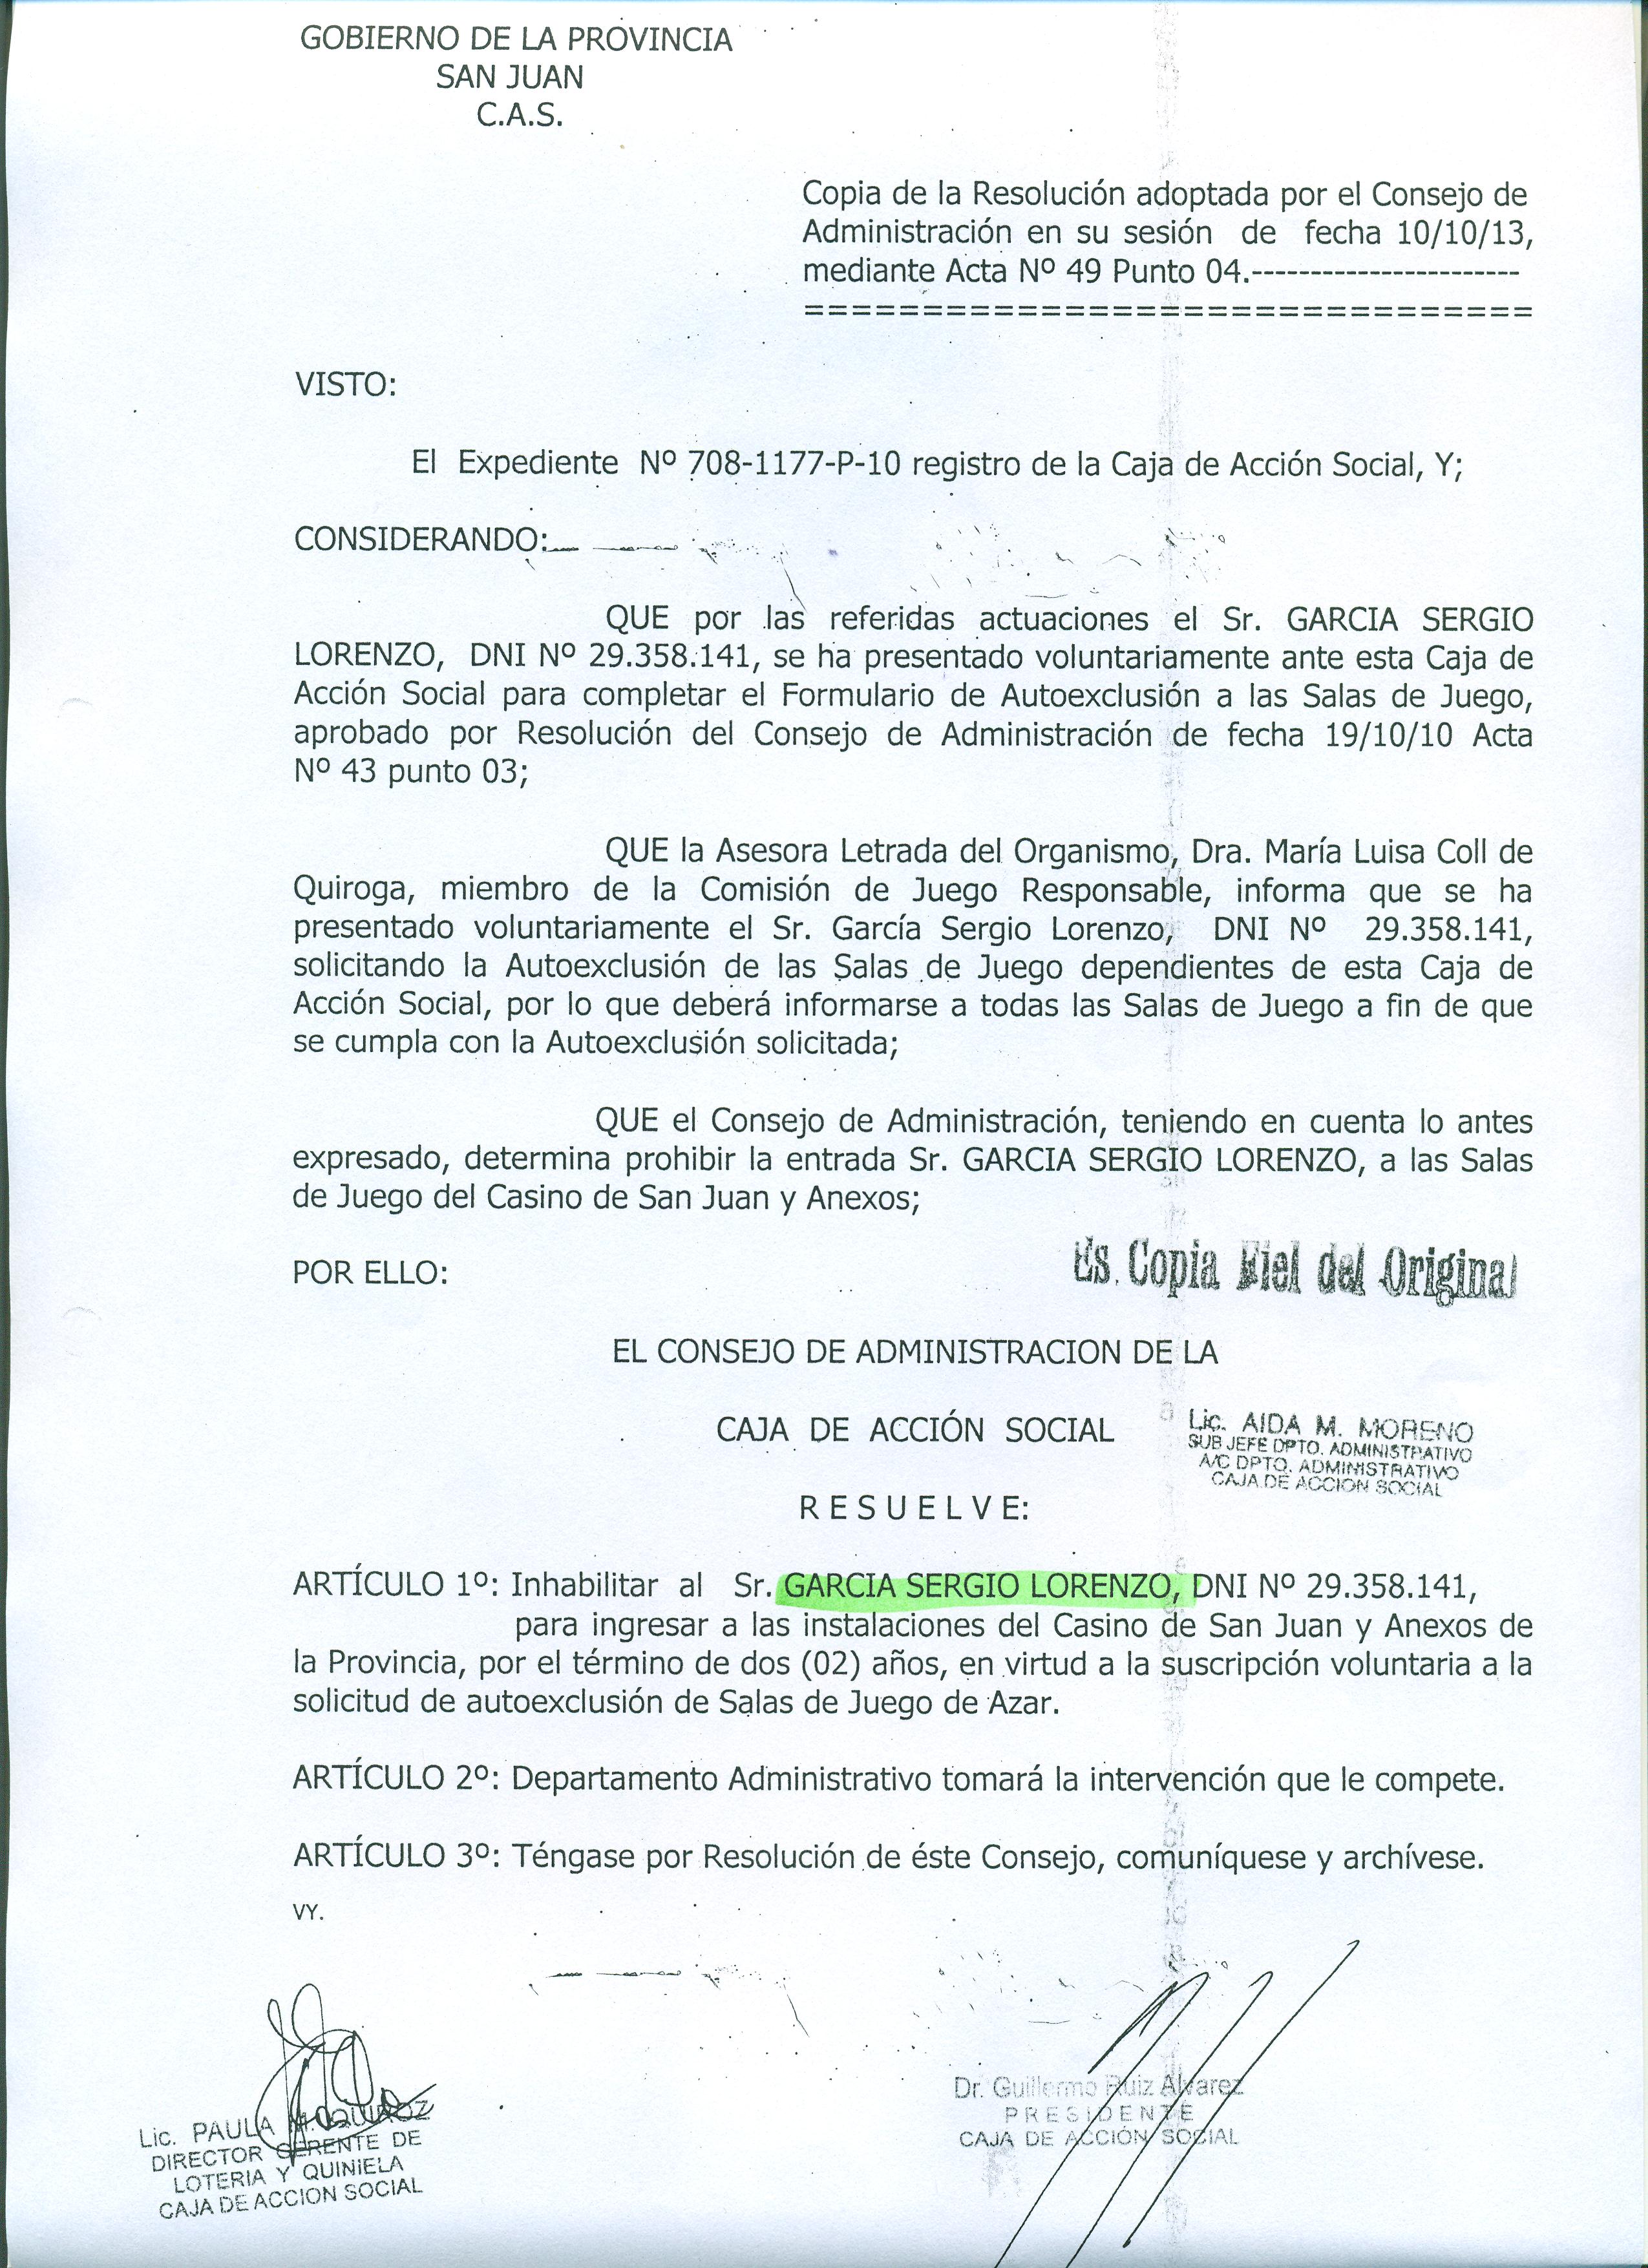 GOBIERNO DE LA PROVINCIA
SAN JUAN
C.A.S.
Copia de la Resolución adoptada por el Consejo de
Administración en su sesión de fecha 10/10/13,
mediante Acta Nº 49 Punto 04.-----------------------
===============================
VISTO:
El Expediente Nº 708-1177-P-10 registro de la Caja de Acción Social, Y;
CONSIDERANDO:
QUE por las referidas actuaciones el Sr. GARCIA SERGIO
LORENZO, DNI Nº 29.358.141, se ha presentado voluntariamente ante esta Caja de
Acción Social para completar el Formulario de Autoexclusión a las Salas de Juego,
aprobado por Resolución del Consejo de Administración de fecha 19/10/10 Acta
Nº 43 punto 03;
QUE la Asesora Letrada del Organismo, Dra. María Luisa Coll de
Quiroga, miembro de la Comisión de Juego Responsable, informa que se ha
presentado voluntariamente el Sr. García Sergio Lorenzo, DNI Nº 29.358.141,
solicitando la Autoexclusión de las Salas de Juego dependientes de esta Caja de
Acción Social, por lo que deberá informarse a todas las Salas de Juego a fin de que
se cumpla con la Autoexclusión solicitada;
QUE el Consejo de Administración, teniendo en cuenta lo antes
expresado, determina prohibir la entrada Sr. GARCIA SERGIO LORENZO, a las Salas
de Juego del Casino de San Juan y Anexos;
POR ELLO:
Es Copia Fiel del Original
EL CONSEJO DE ADMINISTRACION DE LA
CAJA DE ACCIÓN SOCIAL
Lic. AIDA M. MORENO
SUB JEFE DPTO. ADMINISTRATIVO
A/C DPTO. ADMINISTRATIVO
CAJA DE ACCION SOCIAL
R E S U E L V E:
ARTÍCULO 1º: Inhabilitar al Sr. GARCIA SERGIO LORENZO, DNI Nº 29.358.141,
para ingresar a las instalaciones del Casino de San Juan y Anexos de
la Provincia, por el término de dos (02) años, en virtud a la suscripción voluntaria a la
solicitud de autoexclusión de Salas de Juego de Azar.
ARTÍCULO 2º: Departamento Administrativo tomará la intervención que le compete.
ARTÍCULO 3º: Téngase por Resolución de éste Consejo, comuníquese y archívese.
VY.
Lic. PAULA M. QUIROZ
DIRECTOR GERENTE DE
LOTERIA Y QUINIELA
CAJA DE ACCION SOCIAL
Dr. Guillermo Ruiz Alvarez
PRESIDENTE
CAJA DE ACCIÓN SOCIAL